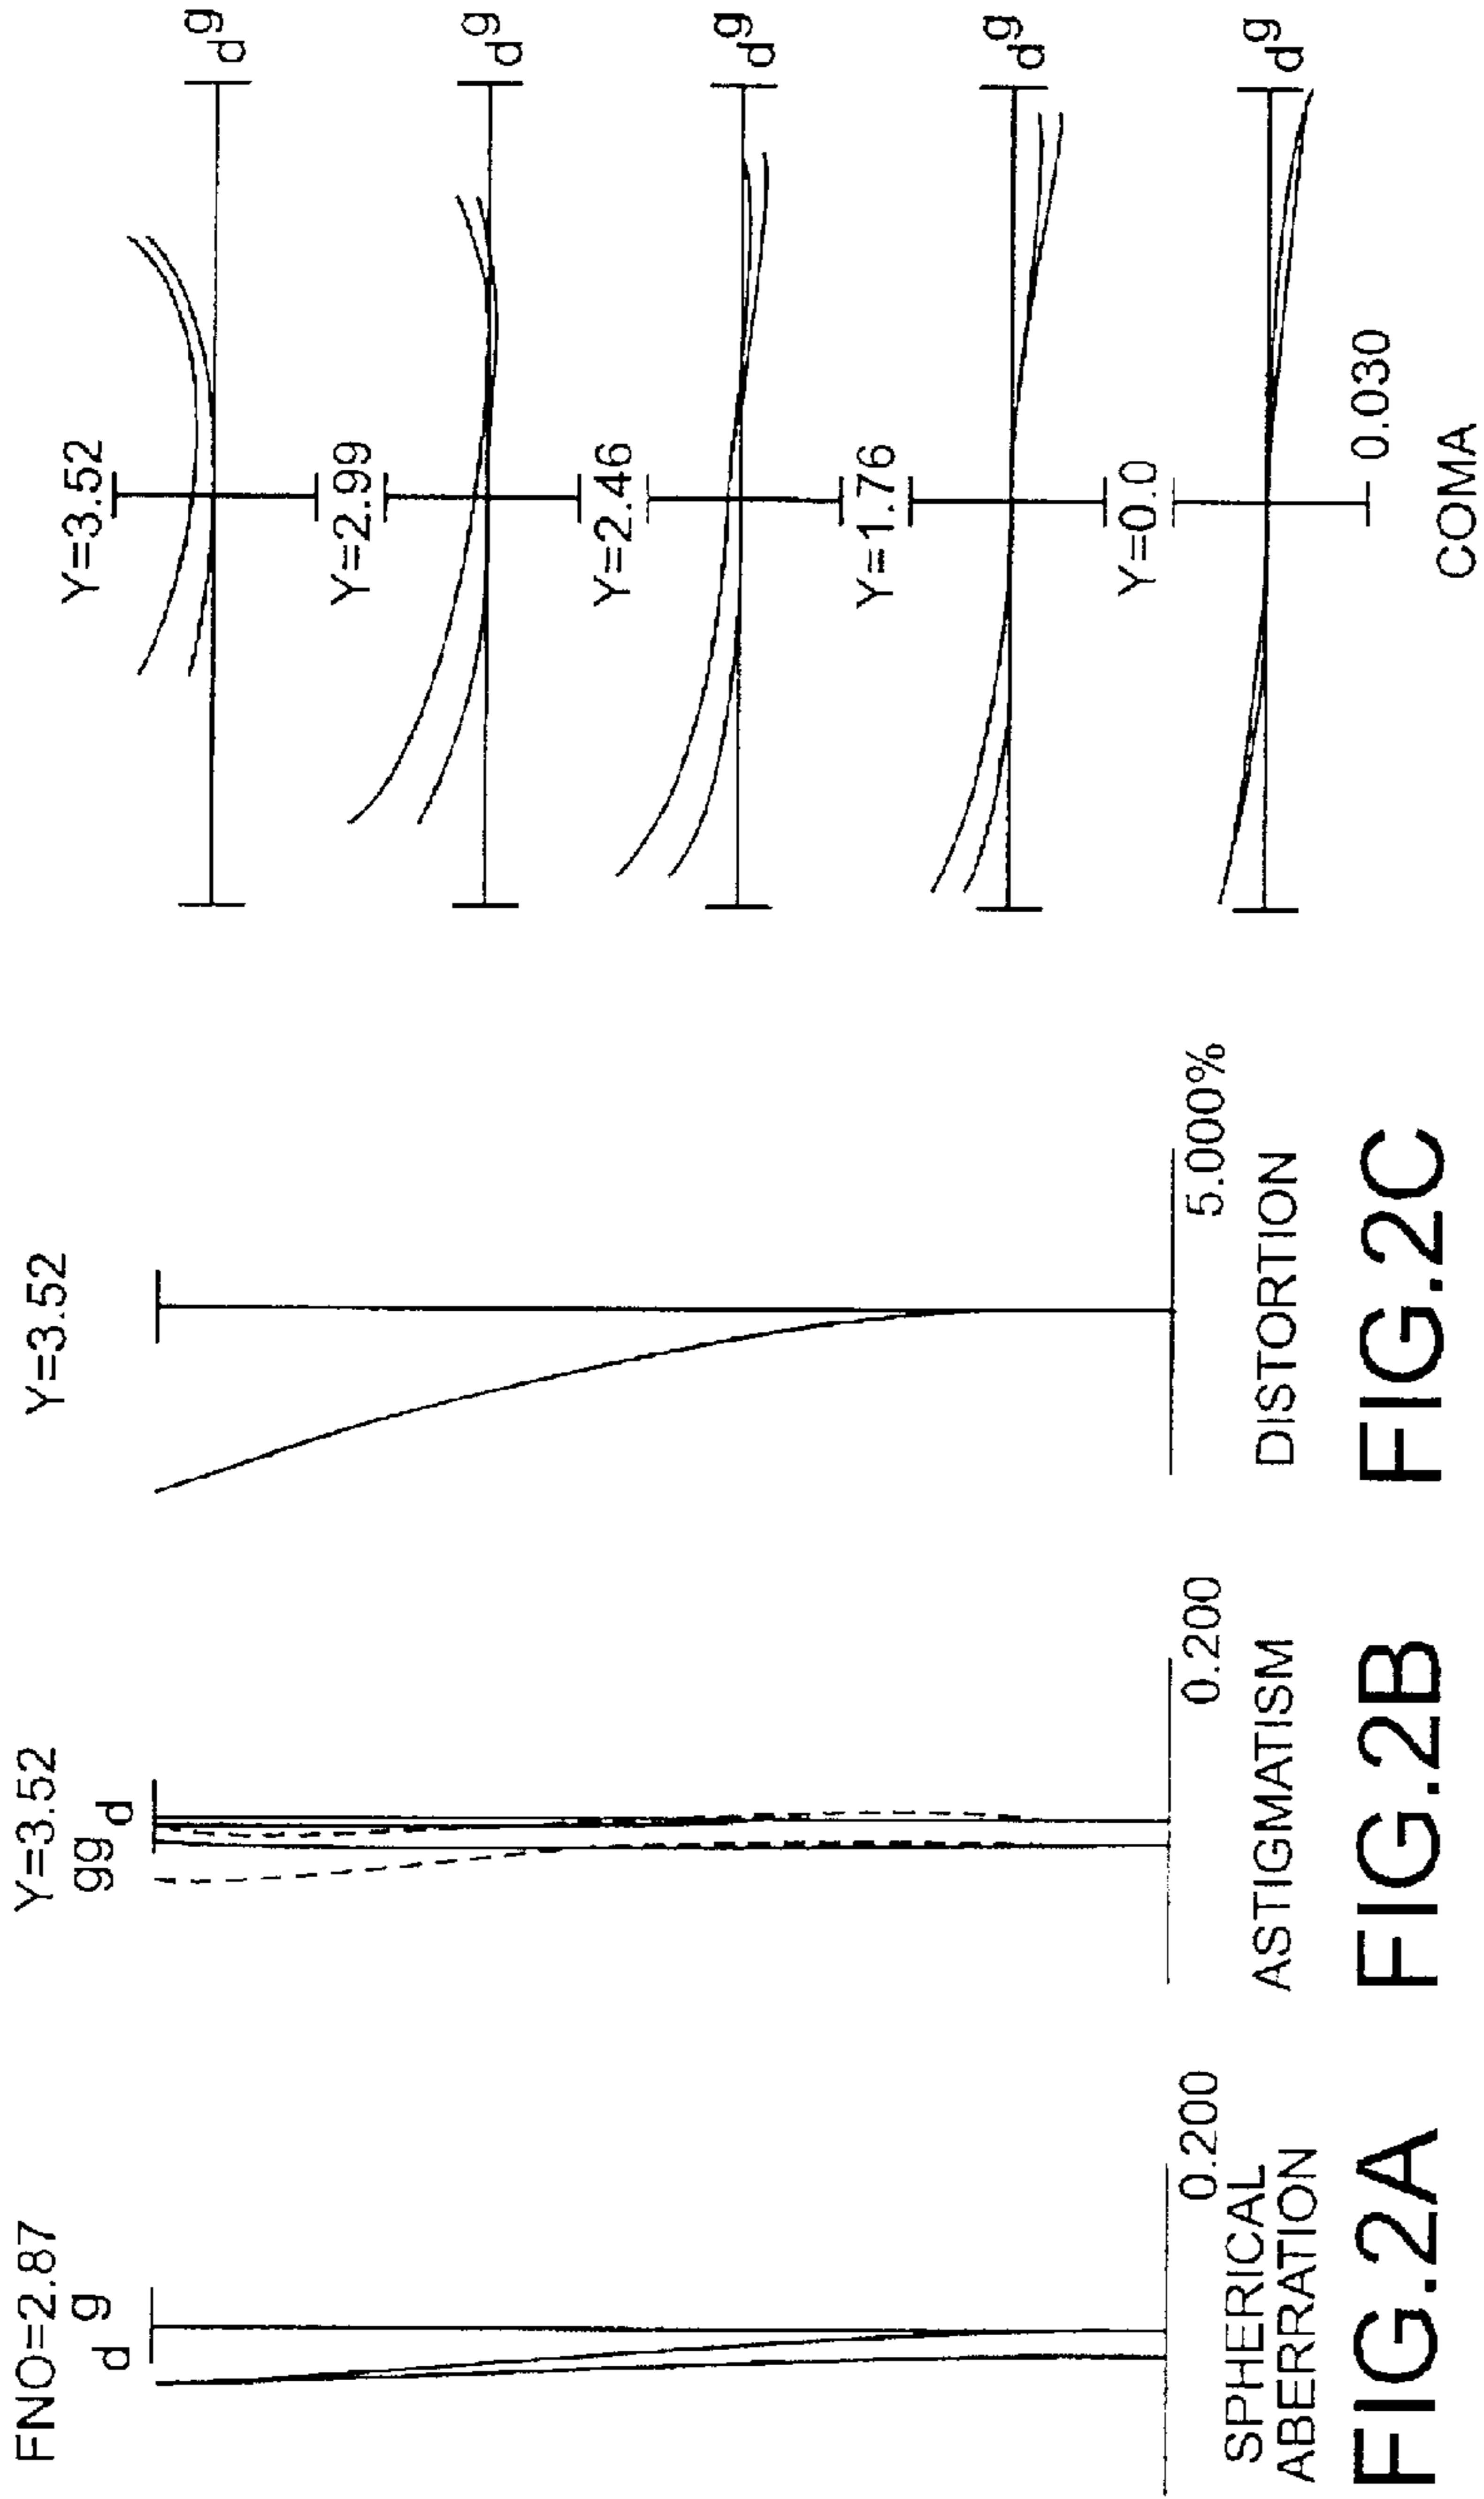 FNO=2.87
d g
0.200
SPHERICAL
ABERRATION
FIG.2A
Y=3.52
gg d
0.200
ASTIGMATISM
FIG.2B
Y=3.52
5.000%
DISTORTION
FIG.2C
Y=3.52
g
d
Y=2.99
g
d
Y=2.46
g
d
Y=1.76
g
d
Y=0.0
g
d
0.030
COMA